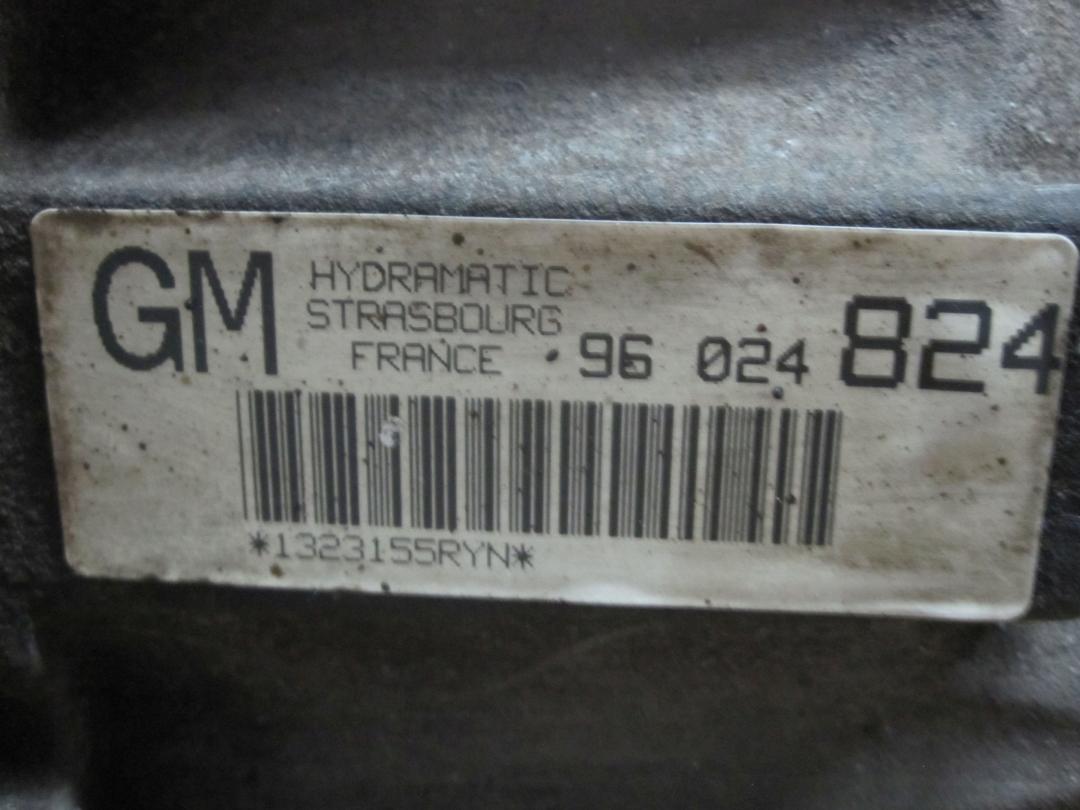 GM
HYDRAMATIC
STRASBOURG
FRANCE 96 024 824
*1323155RYN*